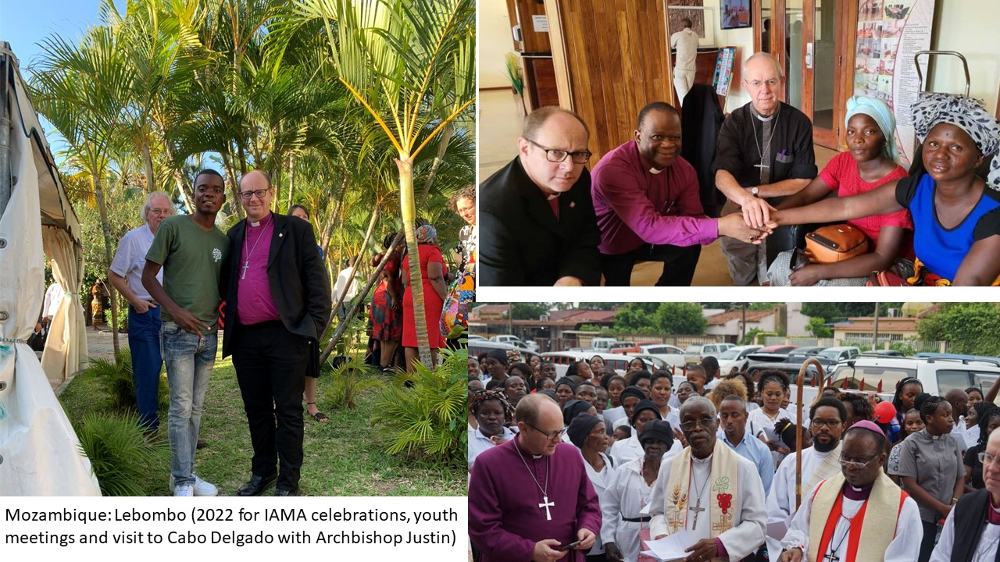 Mozambique: Lebombo (2022 for IAMA celebrations, youth
meetings and visit to Cabo Delgado with Archbishop Justin)